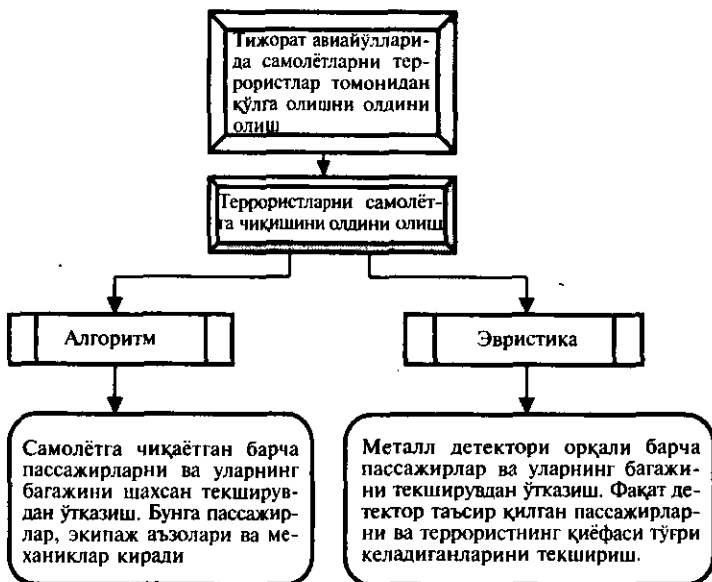 Тижорат авиайўллари-
да самолётларни тер-
рористлар томонидан
қўлга олишни олдини
олиш
Террористларни самолёт-
га чиқишини олдини олиш
Алгоритм
Эвристика
Самолётга чиқаётган барча
пассажирларни ва уларнинг
багажини шахсан текширув-
дан ўтказиш. Бунга пассажир-
лар, экипаж аъзолари ва ме-
ханиклар киради
Металл детектори орқали барча
пассажирлар ва уларнинг багажи-
ни текширувдан ўтказиш. Фақат де-
тектор таъсир қилган пассажирлар-
ни ва террористнинг қиёфаси тўғри
келадиганларини текшириш.